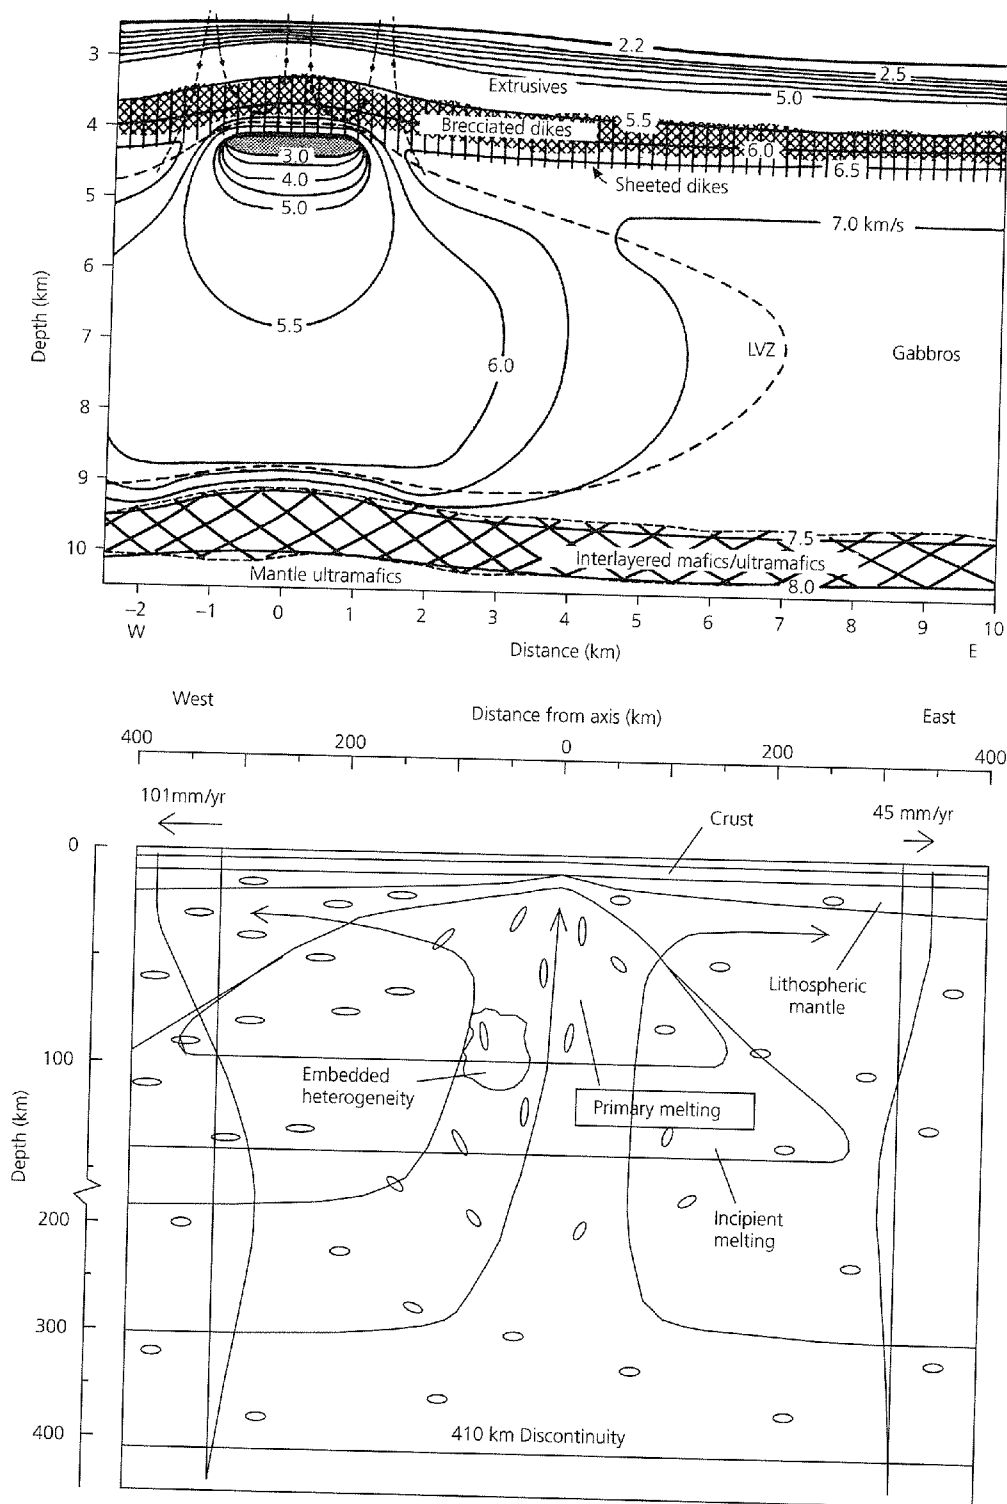 3
4
5
6
7
8
9
10
Depth (km)
2.2
2.5
5.0
Extrusives
Brecciated dikes
5.5
6.0
6.5
Sheeted dikes
3.0
4.0
5.0
7.0 km/s
5.5
6.0
LVZ
Gabbros
7.5
Interlayered mafics/ultramafics
8.0
Mantle ultramafics
−2 −1 0 1 2 3 4 5 6 7 8 9 10
W E
Distance (km)
West East
Distance from axis (km)
400 200 0 200 400
101mm/yr 45 mm/yr
Crust
0
100
200
300
400
Depth (km)
Lithospheric
mantle
Embedded
heterogeneity
Primary melting
Incipient
melting
410 km Discontinuity